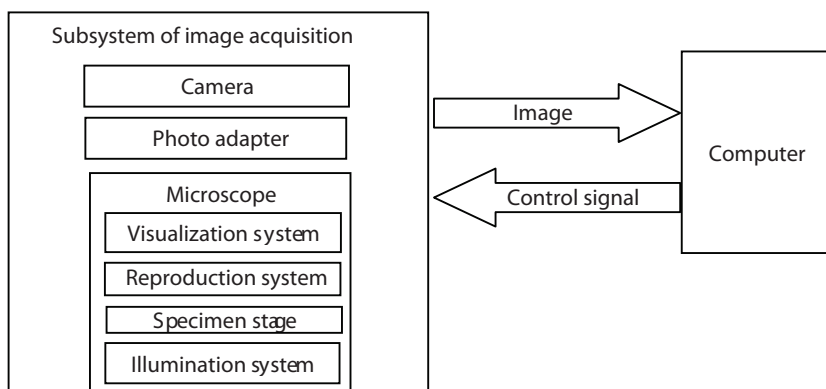 Subsystem of image acquisition
Camera
Photo adapter
Microscope
Visualization system
Reproduction system
Specimen stage
Illumination system
Image
Control signal
Computer